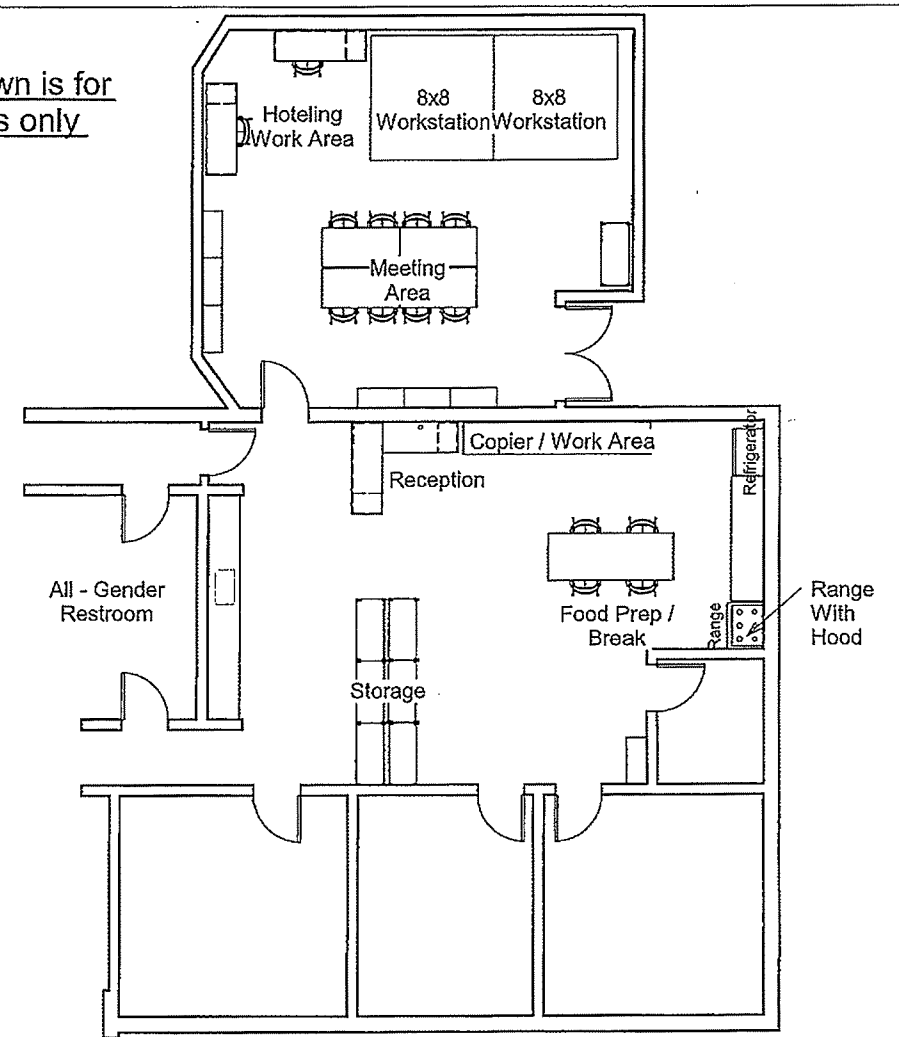 wn is for
s only
Hoteling
Work Area
8x8
Workstation
8x8
Workstation
Meeting
Area
Copier / Work Area
Refrigerator
Reception
All - Gender
Restroom
Food Prep /
Break
Range
Range
With
Hood
Storage